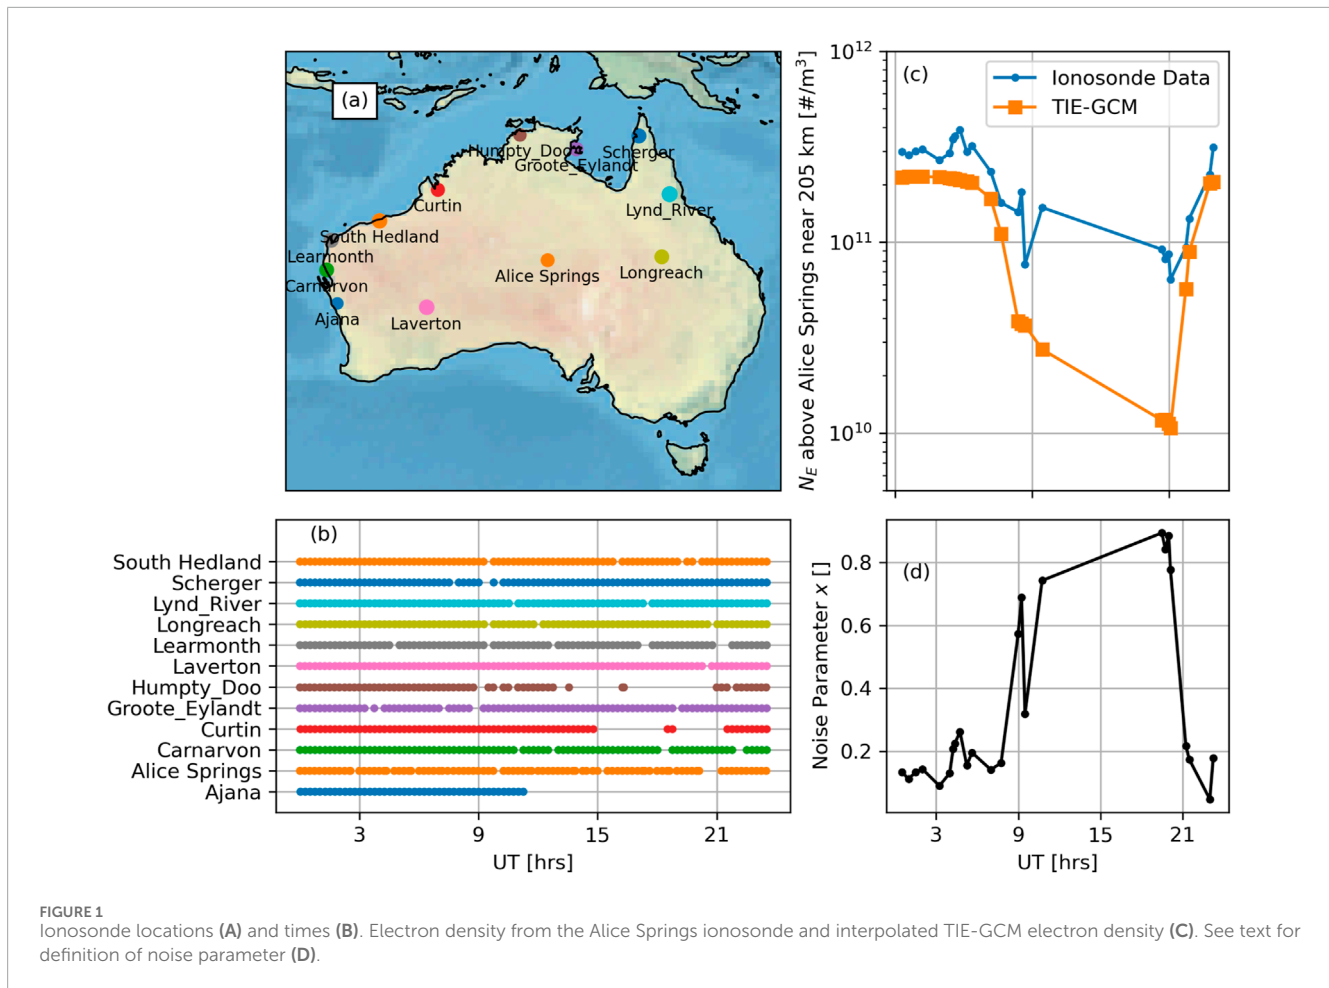 (a)
Humpty_Doo
Groote_Eylandt
Scherger
Curtin
Lynd_River
South Hedland
Learmonth
Alice Springs
Longreach
Carnarvon
Ajana
Laverton
(c)
Ionosonde Data
TIE-GCM
N_E above Alice Springs near 205 km [#/m³]
10¹²
10¹¹
10¹⁰
(b)
South Hedland
Scherger
Lynd_River
Longreach
Learmonth
Laverton
Humpty_Doo
Groote_Eylandt
Curtin
Carnarvon
Alice Springs
Ajana
3 9 15 21
UT [hrs]
(d)
Noise Parameter x []
0.8
0.6
0.4
0.2
3 9 15 21
UT [hrs]
FIGURE 1
Ionosonde locations (A) and times (B). Electron density from the Alice Springs ionosonde and interpolated TIE-GCM electron density (C). See text for
definition of noise parameter (D).